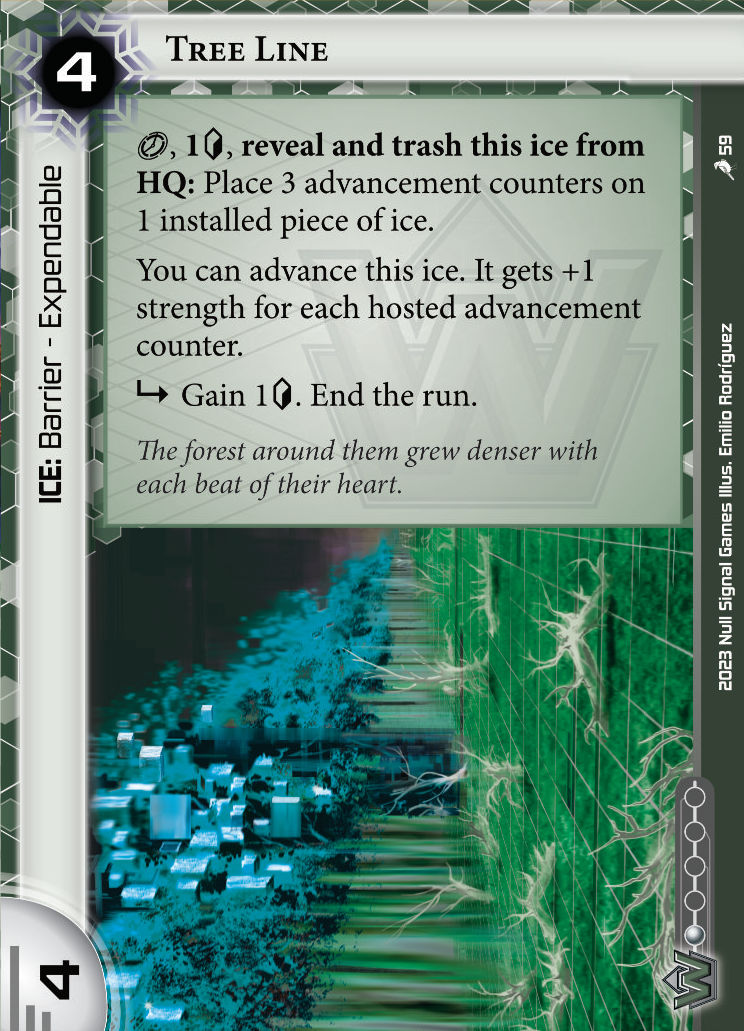 4
TREE LINE
, 1, reveal and trash this ice from
HQ: Place 3 advancement counters on
1 installed piece of ice.
You can advance this ice. It gets +1
strength for each hosted advancement
counter.
Gain 1. End the run.
The forest around them grew denser with
each beat of their heart.
ICE: Barrier - Expendable
4
59
2023 Null Signal Games Illus. Emilio Rodríguez